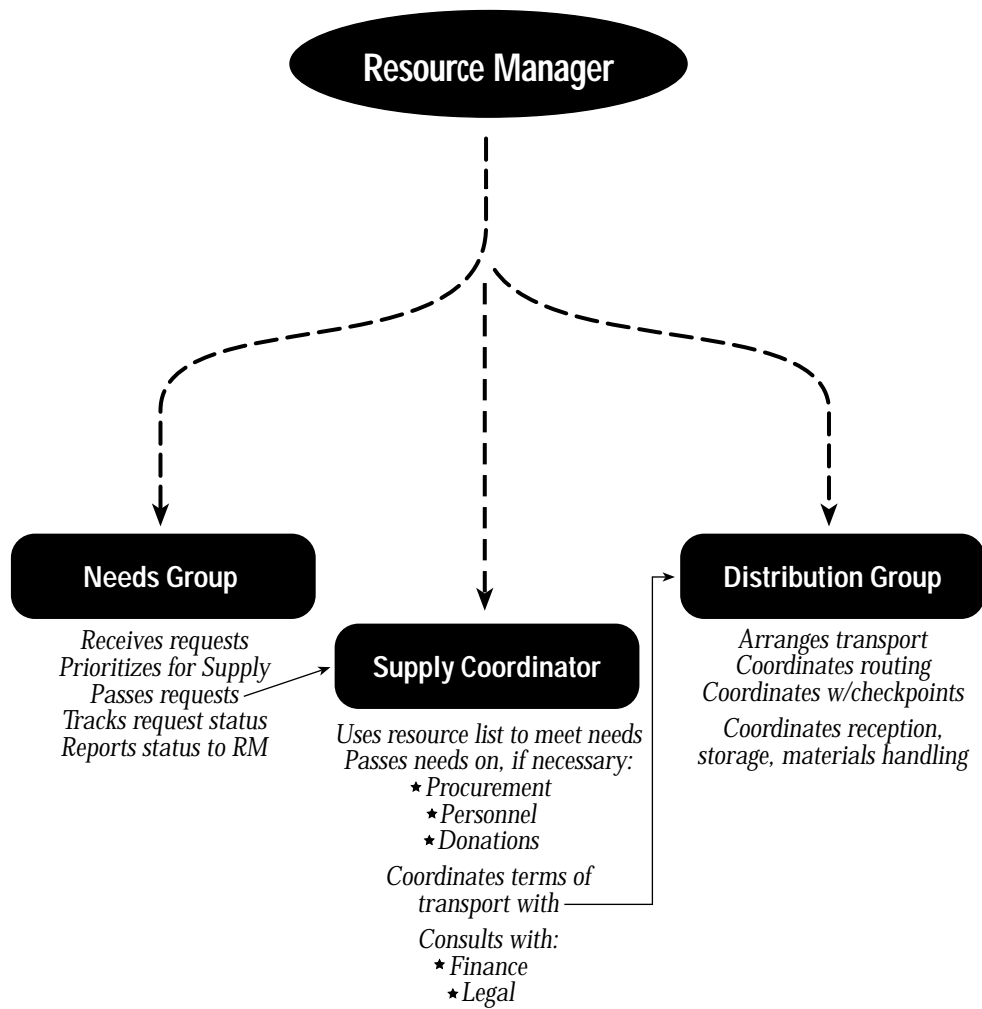 Resource Manager
Needs Group
Receives requests
Prioritizes for Supply
Passes requests
Tracks request status
Reports status to RM
Supply Coordinator
Uses resource list to meet needs
Passes needs on, if necessary:
★Procurement
★Personnel
★Donations
Coordinates terms of
transport with
Consults with:
★Finance
★Legal
Distribution Group
Arranges transport
Coordinates routing
Coordinates w/checkpoints
Coordinates reception,
storage, materials handling